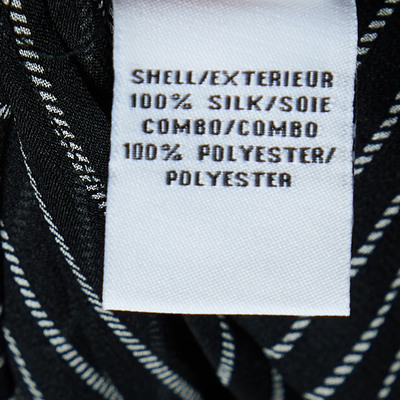 SHELL/EXTERIEUR
100% SILK/SOIE
COMBO/COMBO
100% POLYESTER/
POLYESTER